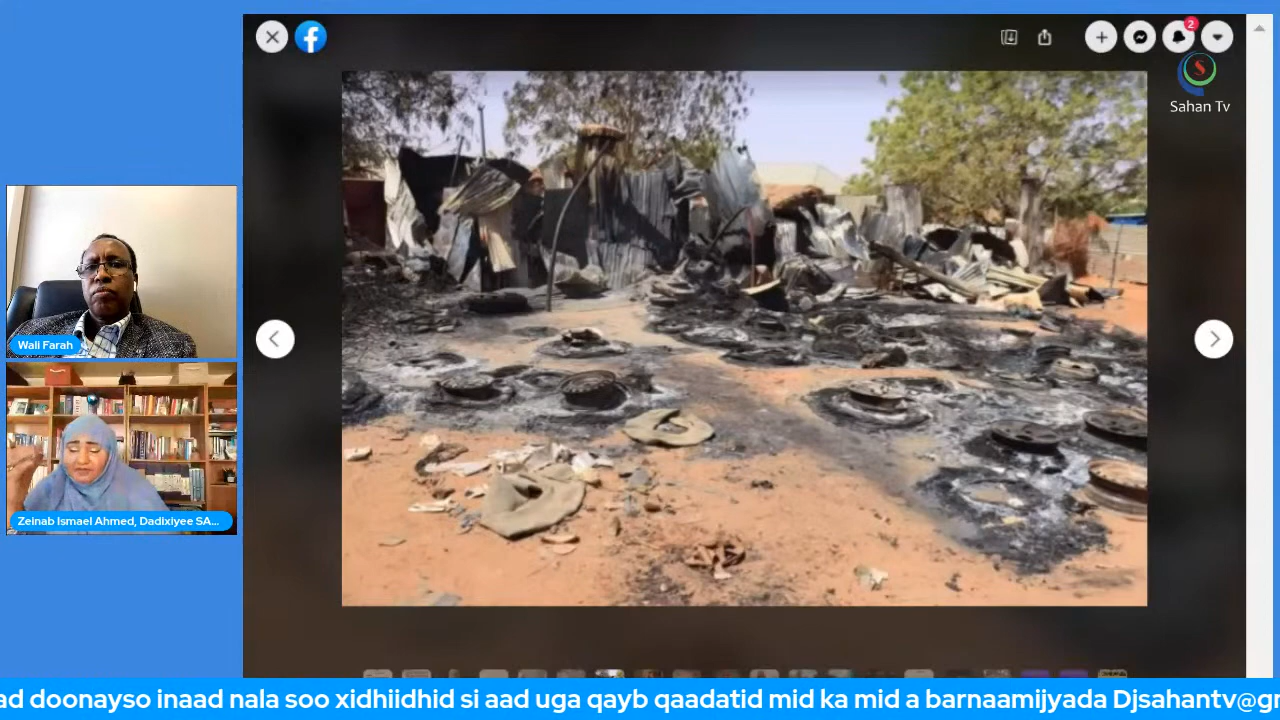 2
S
Sahan Tv
Wali Farah
Zeinab Ismael Ahmed, Dadixiyee SA...
ad doonayso inaad nala soo xidhiidhid si aad uga qayb qaadatid mid ka mid a barnaamijyada Djsahantv@gr